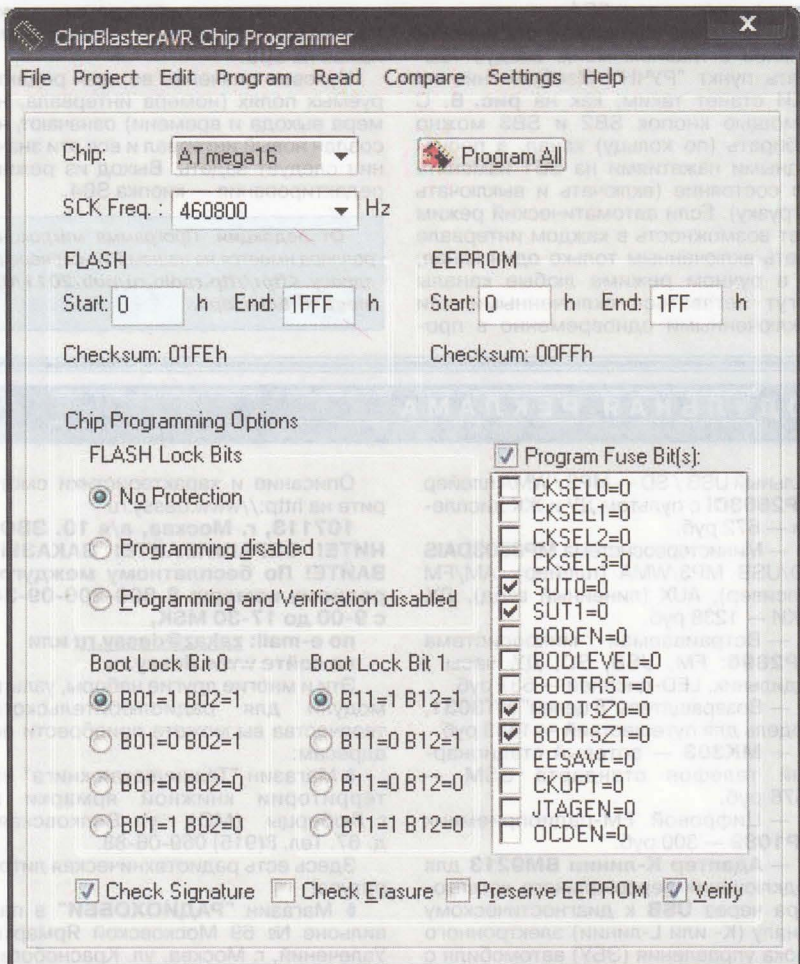 ChipBlasterAVR Chip Programmer
X
File Project Edit Program Read Compare Settings Help
Chip: ATmega16
Program All
SCK Freq. : 460800 Hz
FLASH
Start: 0 h End: 1FFF h
Checksum: 01FEh
EEPROM
Start: 0 h End: 1FF h
Checksum: 00FFh
Chip Programming Options
FLASH Lock Bits
No Protection
Programming disabled
Programming and Verification disabled
Boot Lock Bit 0
B01=1 B02=1
B01=0 B02=1
B01=0 B02=0
B01=1 B02=0
Boot Lock Bit 1
B11=1 B12=1
B11=0 B12=1
B11=0 B12=0
B11=1 B12=0
Program Fuse Bit(s):
CKSEL0=0
CKSEL1=0
CKSEL2=0
CKSEL3=0
SUT0=0
SUT1=0
BODEN=0
BODLEVEL=0
BOOTRST=0
BOOTSZ0=0
BOOTSZ1=0
EESAVE=0
CKOPT=0
JTAGEN=0
OCDEN=0
Check Signature Check Erasure Preserve EEPROM Verify